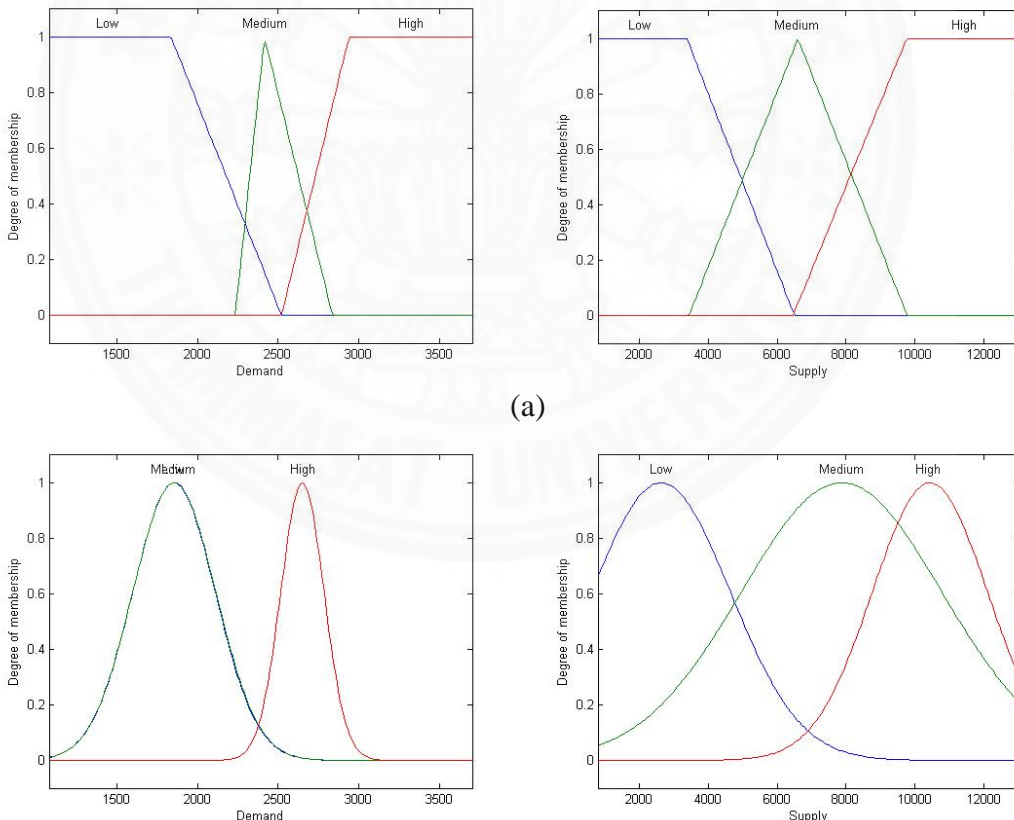 Low Medium High
1
0.8
0.6
0.4
0.2
0
Degree of membership
1500 2000 2500 3000 3500
Demand
Low Medium High
1
0.8
0.6
0.4
0.2
0
Degree of membership
2000 4000 6000 8000 10000 12000
Supply
(a)
Medium Low High
1
0.8
0.6
0.4
0.2
0
Degree of membership
1500 2000 2500 3000 3500
Demand
Low Medium High
1
0.8
0.6
0.4
0.2
0
Degree of membership
2000 4000 6000 8000 10000 12000
Supply